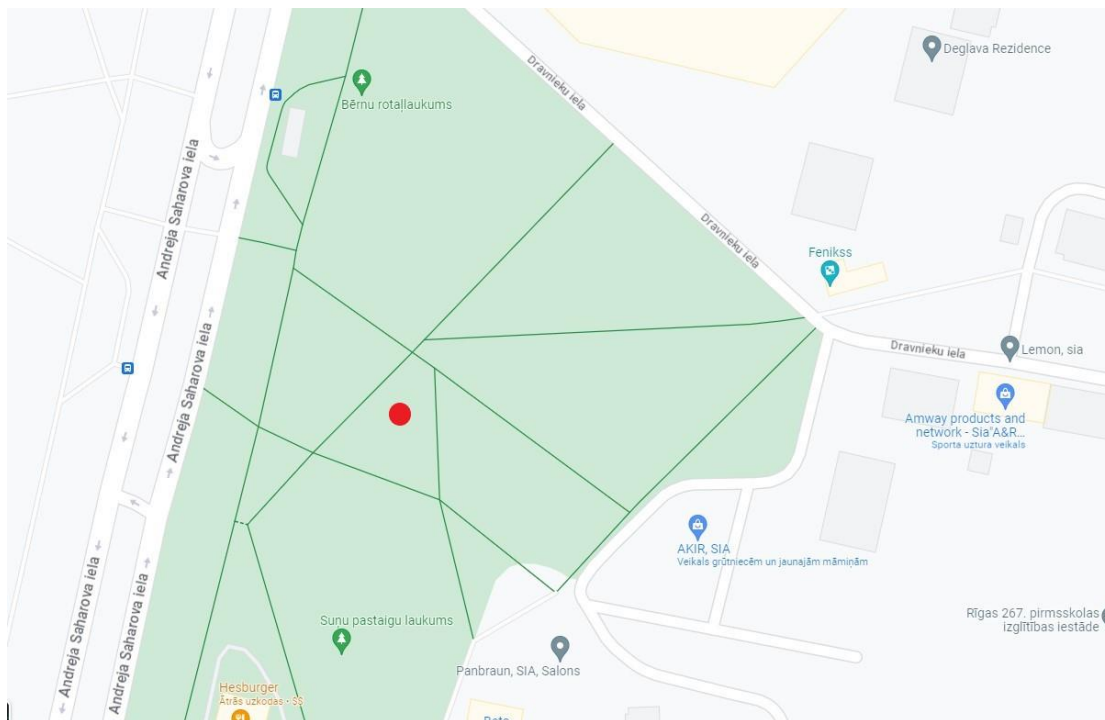 Deglava Rezidence
Dravnieku iela
Bērnu rotaļlaukums
Andreja Saharova iela
Andreja Saharova iela
Dravnieku iela
Fenikss
Dravnieku iela
Lemon, sia
Andreja Saharova iela
Amway products and
network - Sia"A&R...
Sporta uztura veikals
AKIR, SIA
Veikals grūtniecēm un jaunajām māmiņām
Andreja Saharova iela
Andreja Saharova iela
Rīgas 267. pirmsskolas
izglītības iestāde
Suņu pastaigu laukums
Panbraun, SIA, Salons
Hesburger
Ātrās uzkodas • $$